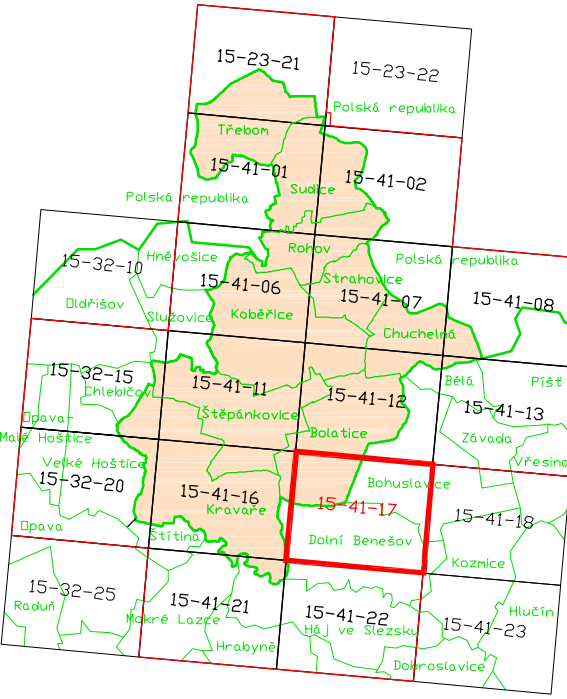 15-23-21
15-23-22
Polská republika
Třebom
15-41-01
15-41-02
Sudice
Polská republika
Rohov
Hněvošice
Polská republika
15-32-10
Strahovice
15-41-06
15-41-07
15-41-08
Oldřišov
Služovice
Kobeřice
Chuchelná
15-32-15
15-41-11
Bělá
Píšť
Chlebičov
15-41-12
15-41-13
Štěpánkovice
Opava-
Malé Hoštice
Bolatice
Závada
Velké Hoštice
Vřesina
15-32-20
15-41-16
Bohuslavice
Kravaře
15-41-17
15-41-18
Opava
Štítina
Dolní Benešov
Kozmice
15-32-25
Raduň
15-41-21
Mokré Lazce
15-41-22
Hlučín
Háj ve Slezsku
15-41-23
Hrabyně
Dobroslavice